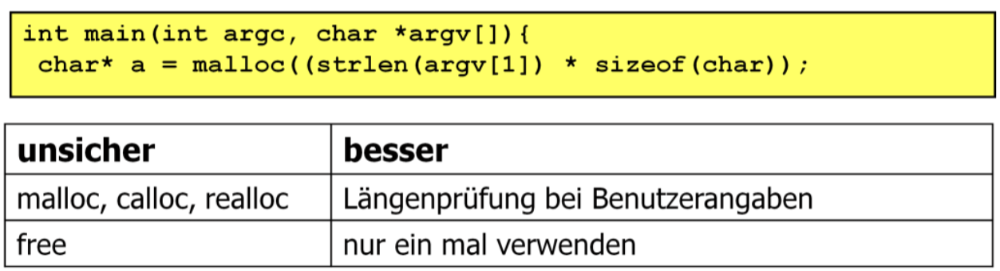 int main(int argc, char *argv[]){
char* a = malloc((strlen(argv[1]) * sizeof(char));
unsicher besser
malloc, calloc, realloc Längenprüfung bei Benutzerangaben
free nur ein mal verwenden